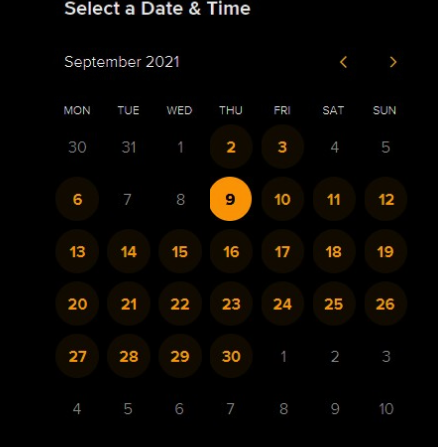 Select a Date & Time
September 2021
MON TUE WED THU FRI SAT SUN
30 31 1 2 3 4 5
6 7 8 9 10 11 12
13 14 15 16 17 18 19
20 21 22 23 24 25 26
27 28 29 30 1 2 3
4 5 6 7 8 9 10